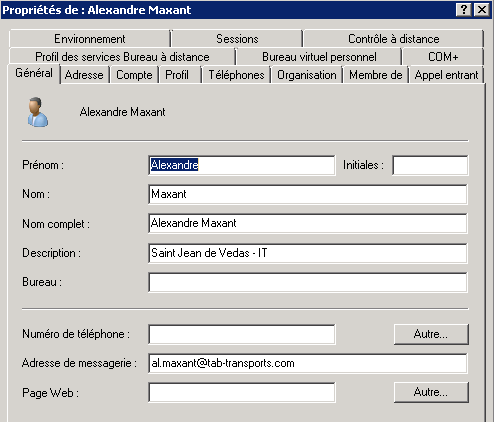 Propriétés de : Alexandre Maxant
Environnement Sessions Contrôle à distance
Profil des services Bureau à distance Bureau virtuel personnel COM+
Général Adresse Compte Profil Téléphones Organisation Membre de Appel entrant
Alexandre Maxant
Prénom : Alexandre Initiales :
Nom : Maxant
Nom complet : Alexandre Maxant
Description : Saint Jean de Vedas - IT
Bureau :
Numéro de téléphone : Autre...
Adresse de messagerie : al.maxant@tab-transports.com
Page Web : Autre...